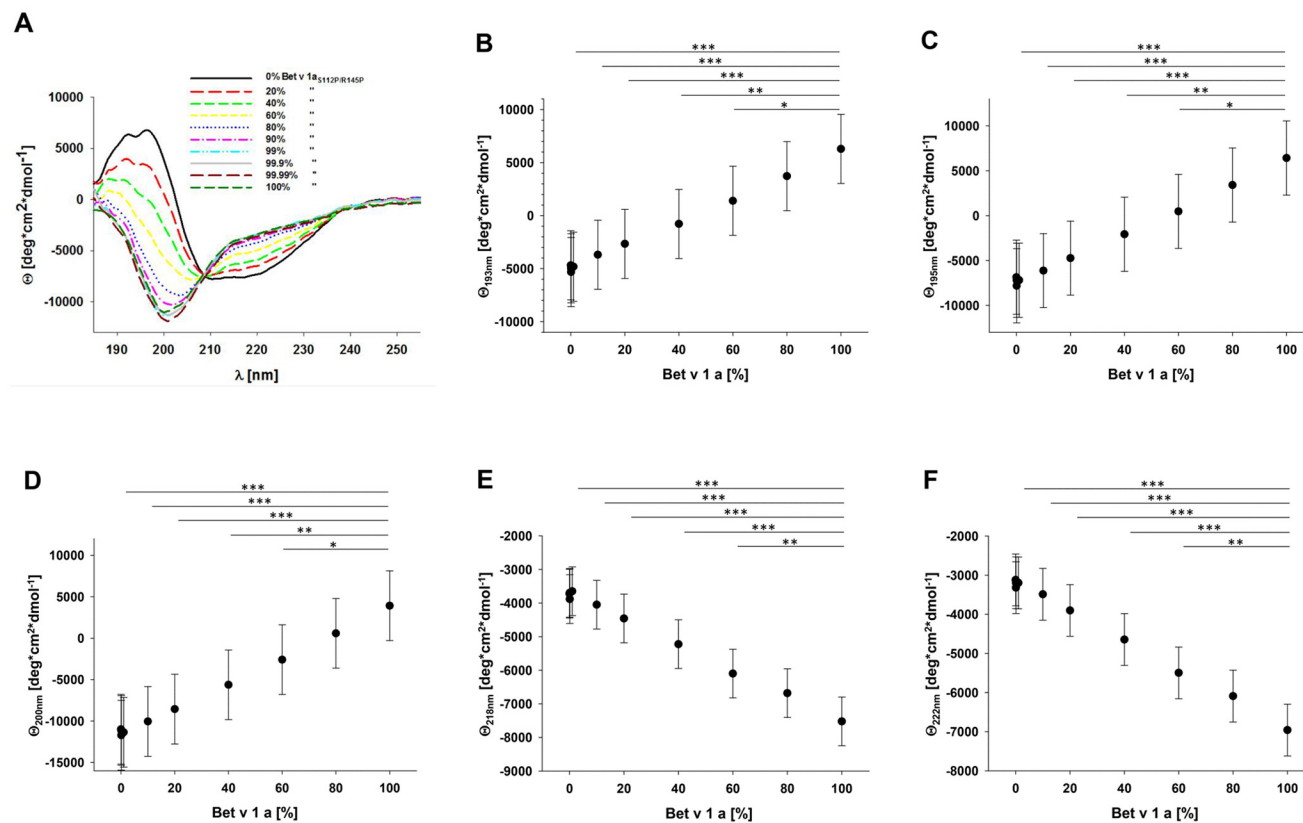 A
0% Bet v 1aS112P/R145P
20% "
40% "
60% "
80% "
90% "
99% "
99.9% "
99.99% "
100% "
10000
5000
0
-5000
-10000
Θ [deg*cm²*dmol⁻¹]
190 200 210 220 230 240 250
λ [nm]
B
***
***
***
**
*
10000
5000
0
-5000
-10000
Θ193nm [deg*cm²*dmol⁻¹]
0 20 40 60 80 100
Bet v 1 a [%]
C
***
***
***
**
*
10000
5000
0
-5000
-10000
Θ195nm [deg*cm²*dmol⁻¹]
0 20 40 60 80 100
Bet v 1 a [%]
D
***
***
***
**
*
10000
5000
0
-5000
-10000
-15000
Θ200nm [deg*cm²*dmol⁻¹]
0 20 40 60 80 100
Bet v 1 a [%]
E
***
***
***
***
**
-2000
-3000
-4000
-5000
-6000
-7000
-8000
-9000
Θ218nm [deg*cm²*dmol⁻¹]
0 20 40 60 80 100
Bet v 1 a [%]
F
***
***
***
***
**
-2000
-3000
-4000
-5000
-6000
-7000
-8000
Θ222nm [deg*cm²*dmol⁻¹]
0 20 40 60 80 100
Bet v 1 a [%]